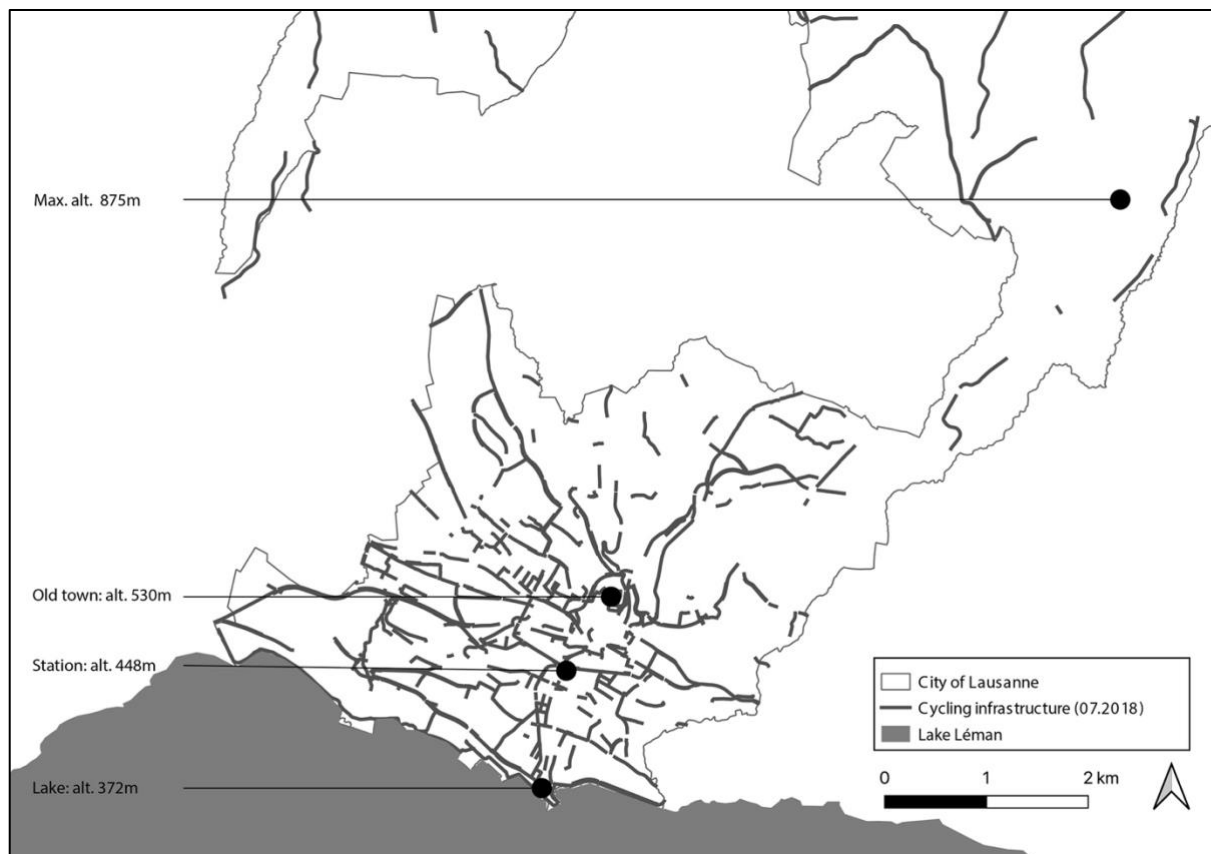 Max. alt. 875m
Old town: alt. 530m
Station: alt. 448m
Lake: alt. 372m
City of Lausanne
Cycling infrastructure (07.2018)
Lake Léman
0 1 2 km